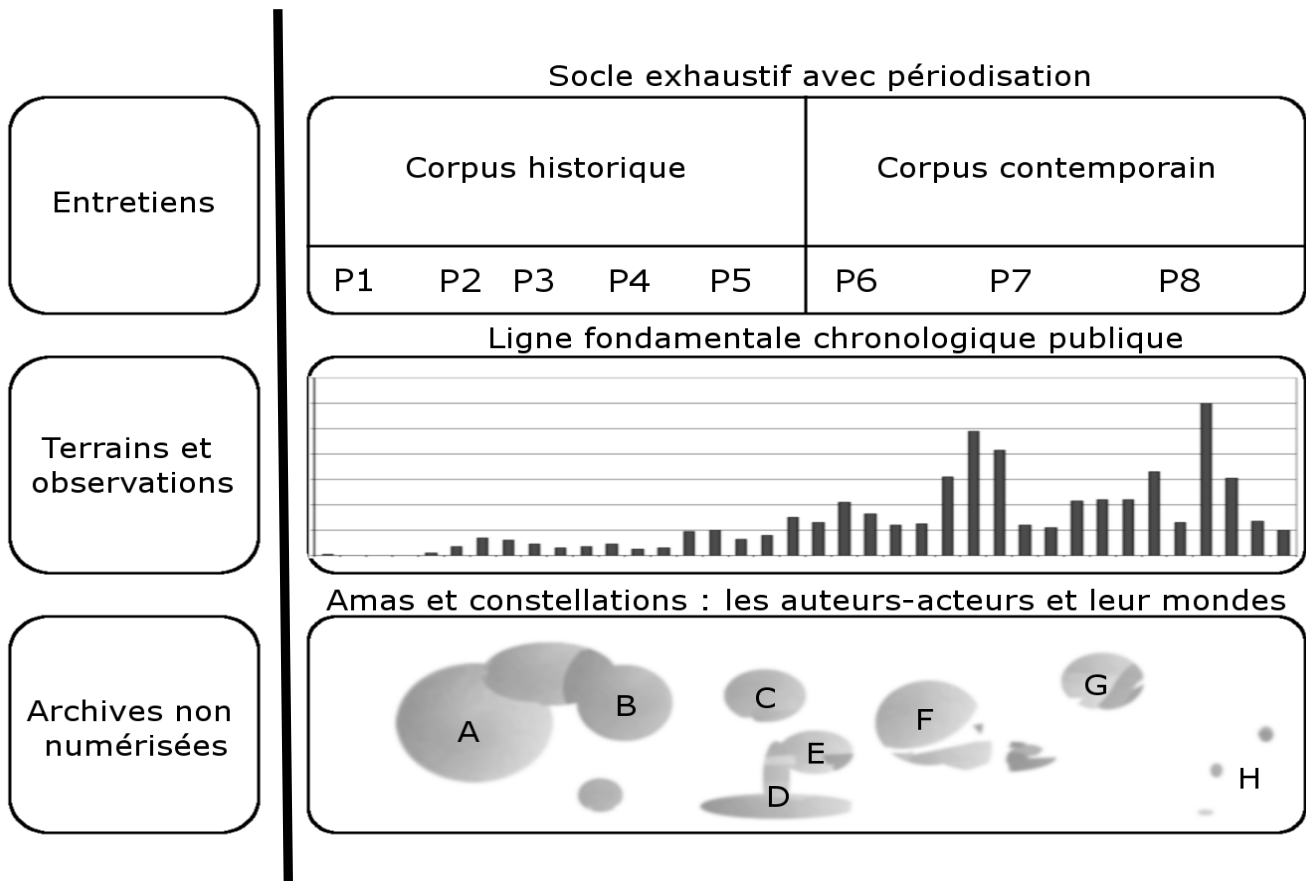 Entretiens
Terrains et
observations
Archives non
numérisées
Socle exhaustif avec périodisation
Corpus historique
Corpus contemporain
P1 P2 P3 P4 P5 P6 P7 P8
Ligne fondamentale chronologique publique
Amas et constellations : les auteurs-acteurs et leur mondes
A
B
C
D
E
F
G
H